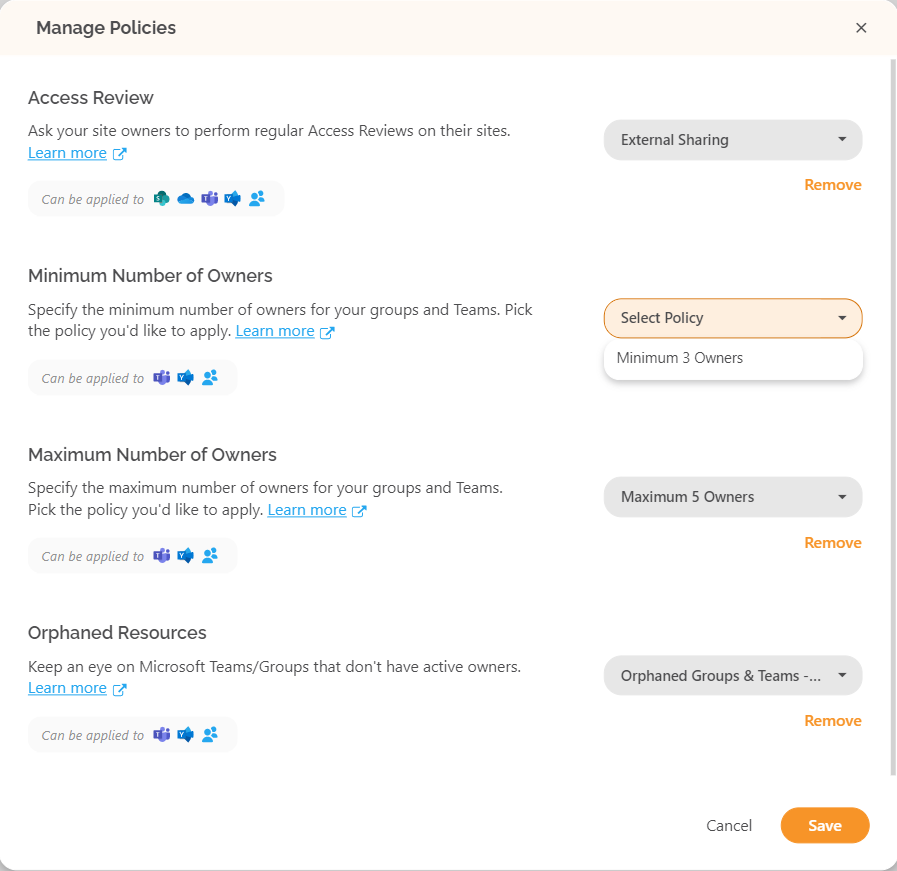 Manage Policies
Access Review
Ask your site owners to perform regular Access Reviews on their sites.
Learn more
External Sharing
Remove
Can be applied to
Minimum Number of Owners
Specify the minimum number of owners for your groups and Teams. Pick
the policy you'd like to apply. Learn more
Select Policy
Minimum 3 Owners
Can be applied to
Maximum Number of Owners
Specify the maximum number of owners for your groups and Teams.
Pick the policy you'd like to apply. Learn more
Maximum 5 Owners
Remove
Can be applied to
Orphaned Resources
Keep an eye on Microsoft Teams/Groups that don't have active owners.
Learn more
Orphaned Groups & Teams -...
Remove
Can be applied to
Cancel
Save